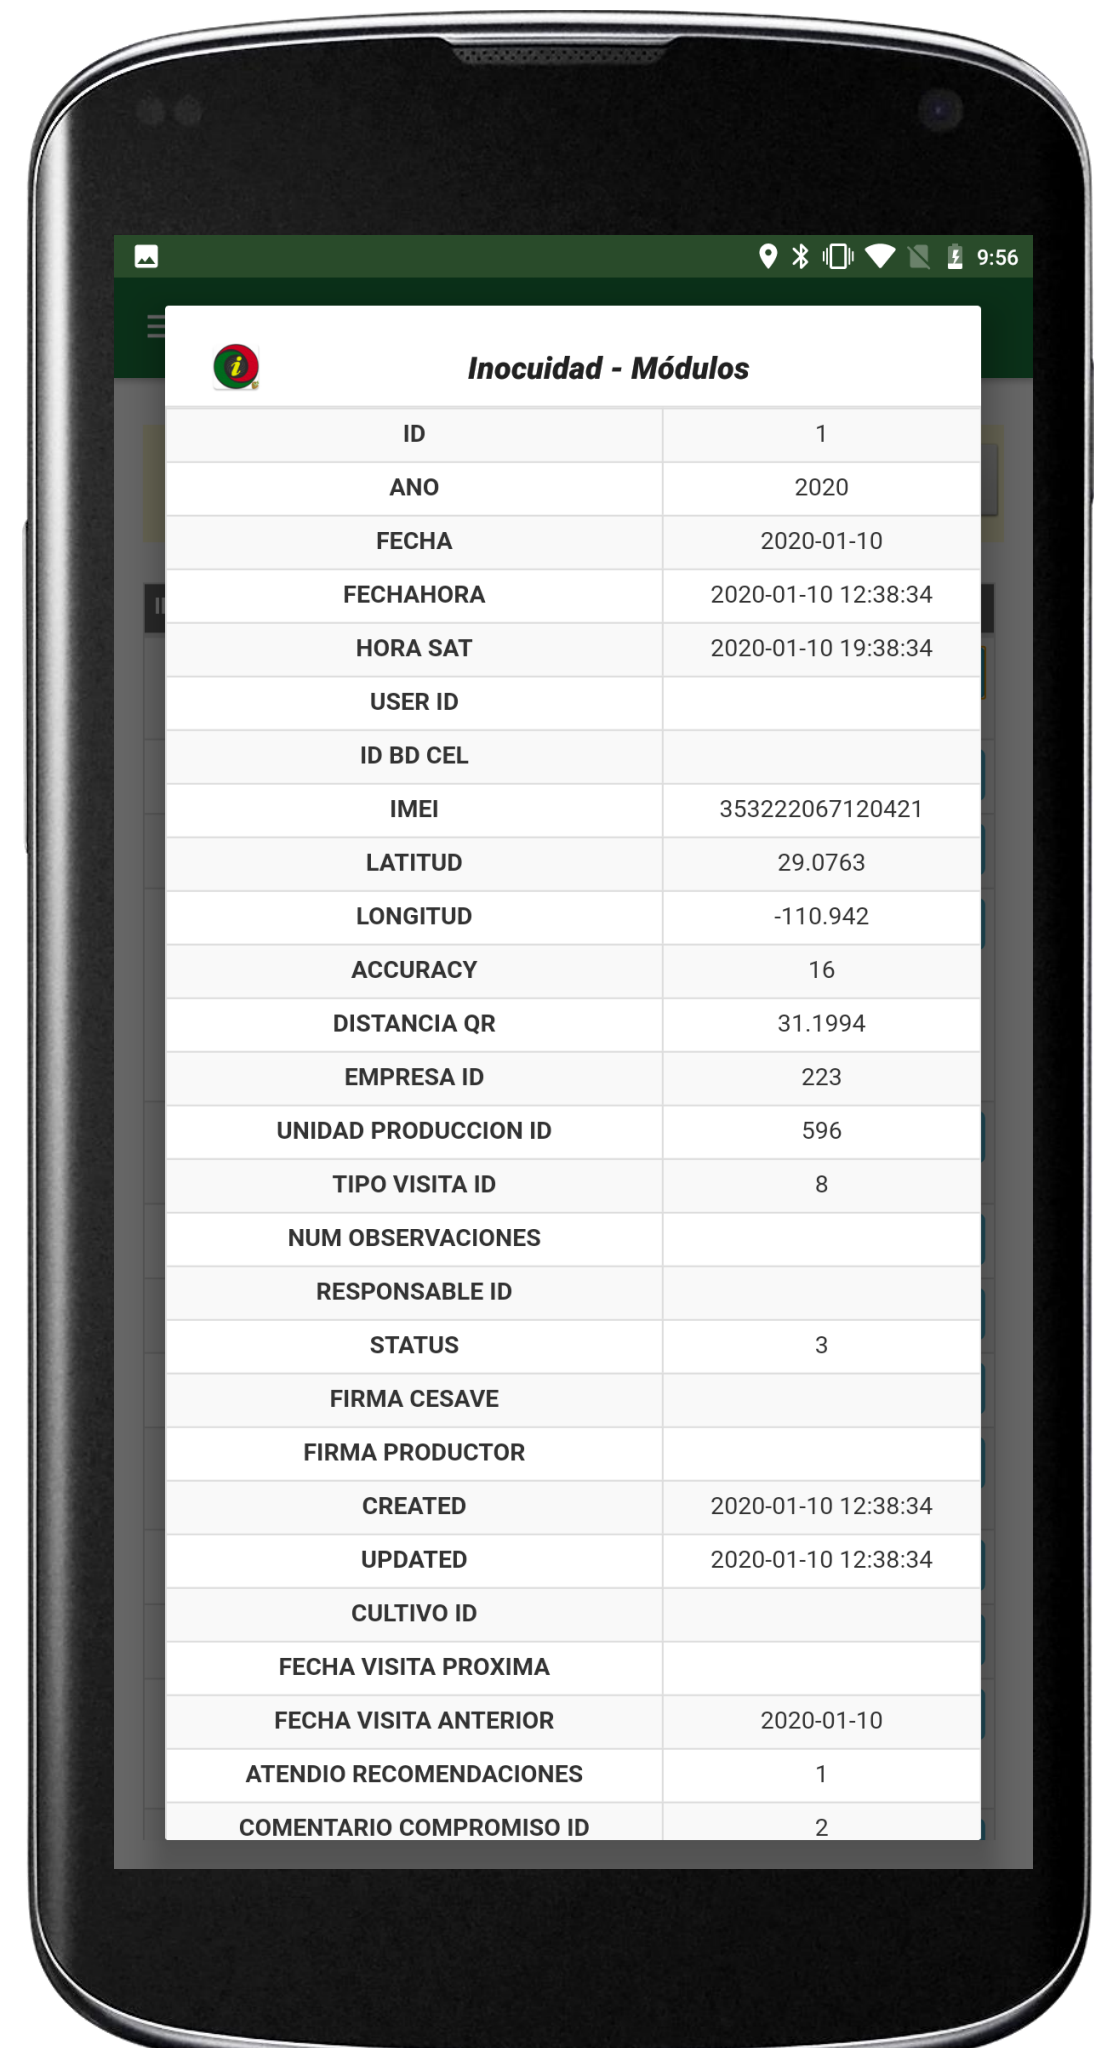 9:56
Inocuidad - Módulos
ID 1
ANO 2020
FECHA 2020-01-10
FECHAHORA 2020-01-10 12:38:34
HORA SAT 2020-01-10 19:38:34
USER ID
ID BD CEL
IMEI 353222067120421
LATITUD 29.0763
LONGITUD -110.942
ACCURACY 16
DISTANCIA QR 31.1994
EMPRESA ID 223
UNIDAD PRODUCCION ID 596
TIPO VISITA ID 8
NUM OBSERVACIONES
RESPONSABLE ID
STATUS 3
FIRMA CESAVE
FIRMA PRODUCTOR
CREATED 2020-01-10 12:38:34
UPDATED 2020-01-10 12:38:34
CULTIVO ID
FECHA VISITA PROXIMA
FECHA VISITA ANTERIOR 2020-01-10
ATENDIO RECOMENDACIONES 1
COMENTARIO COMPROMISO ID 2